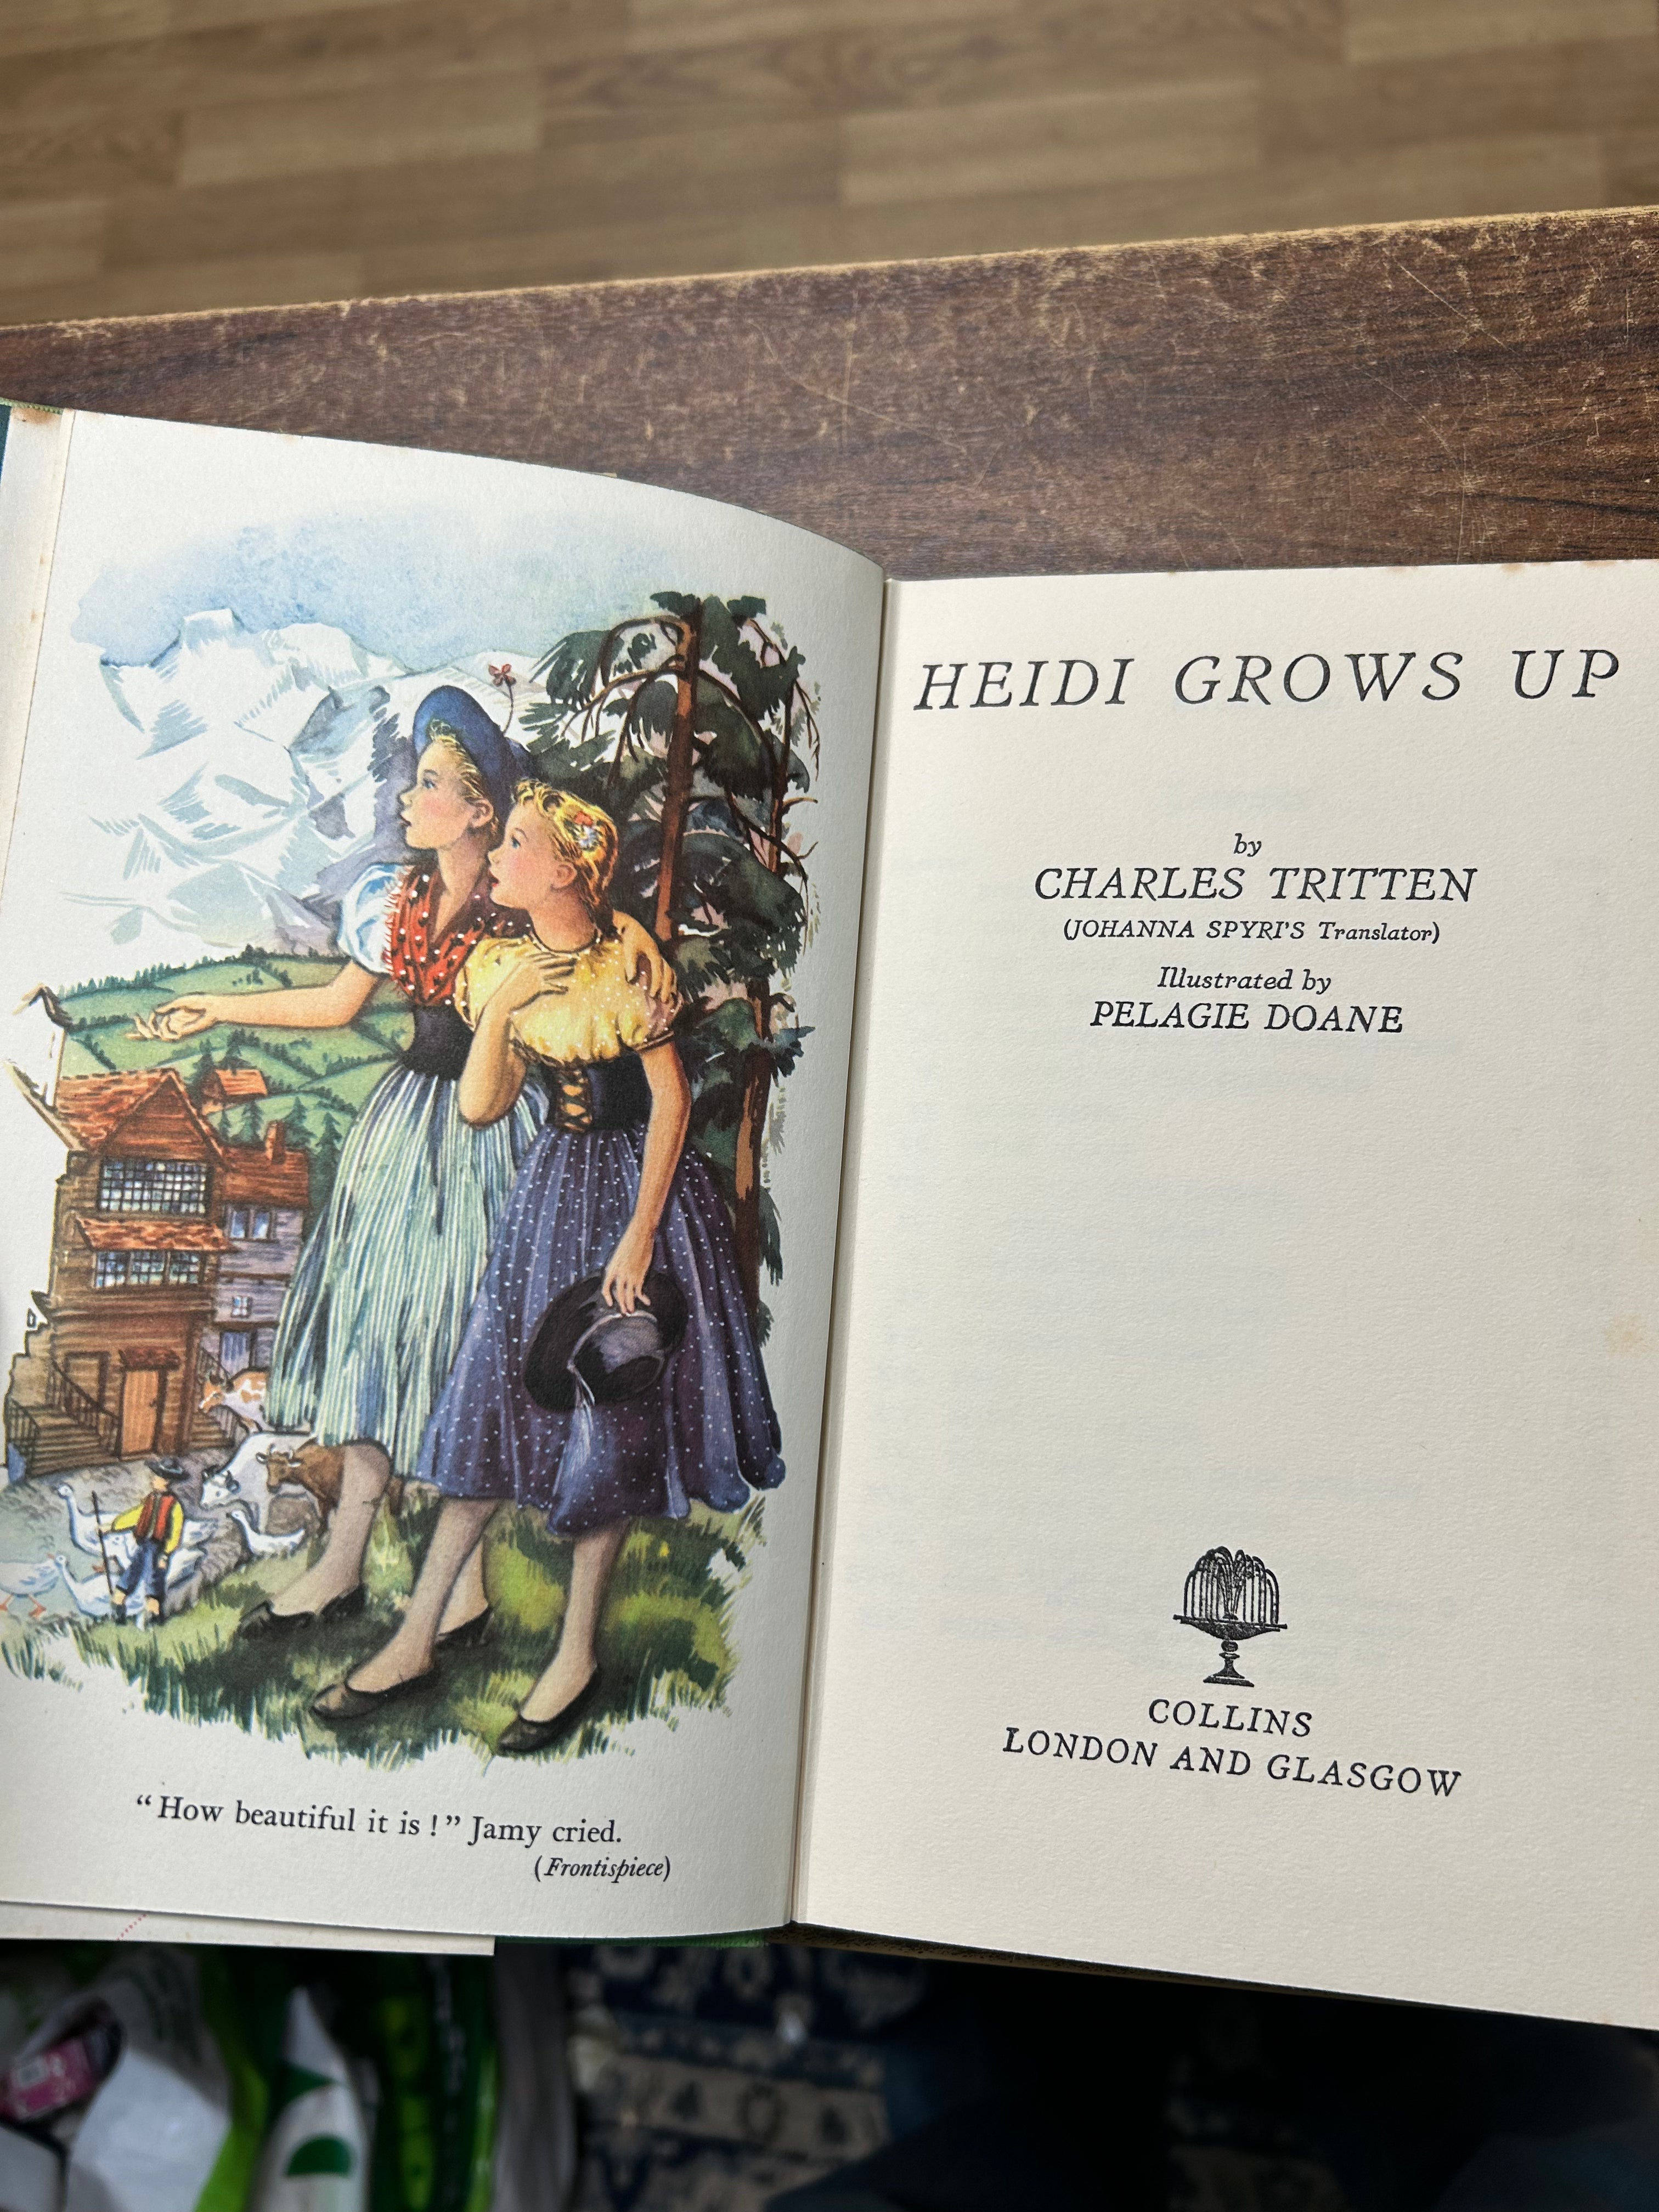 "How beautiful it is!" Jamy cried.
(Frontispiece)
HEIDI GROWS UP
by
CHARLES TRITTEN
(JOHANNA SPYRI'S Translator)
Illustrated by
PELAGIE DOANE
COLLINS
LONDON AND GLASGOW